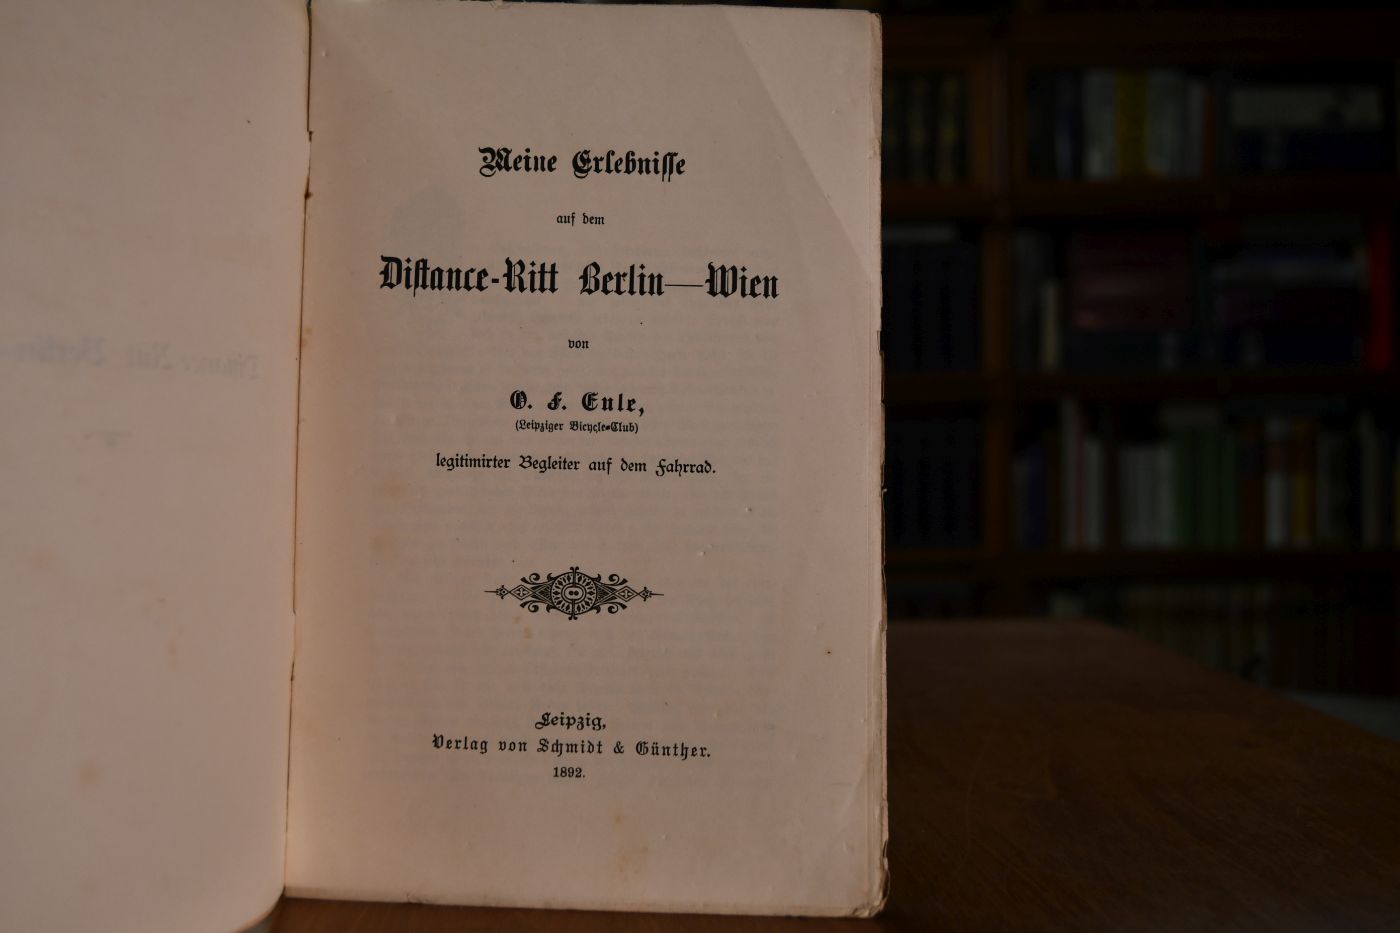 Meine Erlebnisse
auf dem
Distance-Ritt Berlin—Wien
von
O. F. Eule,
(Leipziger Bicycle-Club)
legitimirter Begleiter auf dem Fahrrad.
Leipzig,
Verlag von Schmidt & Günther.
1892.